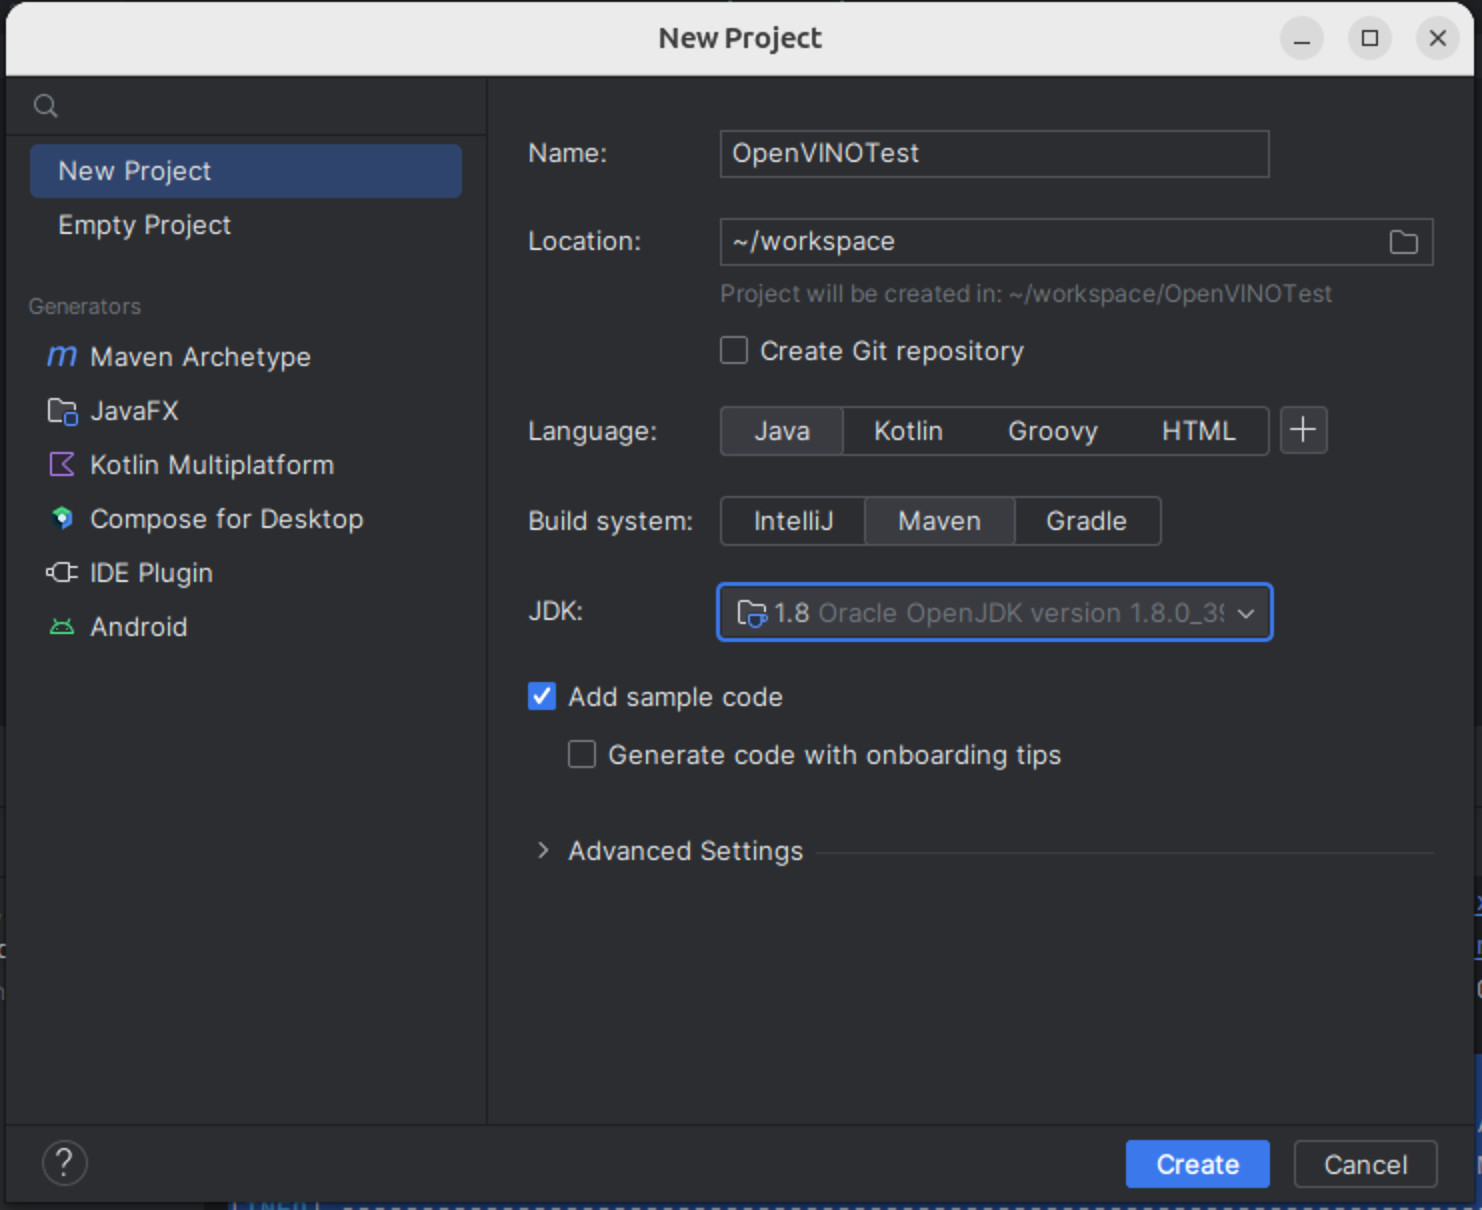 New Project
New Project
Empty Project
Generators
Maven Archetype
JavaFX
Kotlin Multiplatform
Compose for Desktop
IDE Plugin
Android
Name: OpenVINOTest
Location: ~/workspace
Project will be created in: ~/workspace/OpenVINOTest
Create Git repository
Language: Java Kotlin Groovy HTML
Build system: IntelliJ Maven Gradle
JDK: 1.8 Oracle OpenJDK version 1.8.0_39
Add sample code
Generate code with onboarding tips
Advanced Settings
? Create Cancel